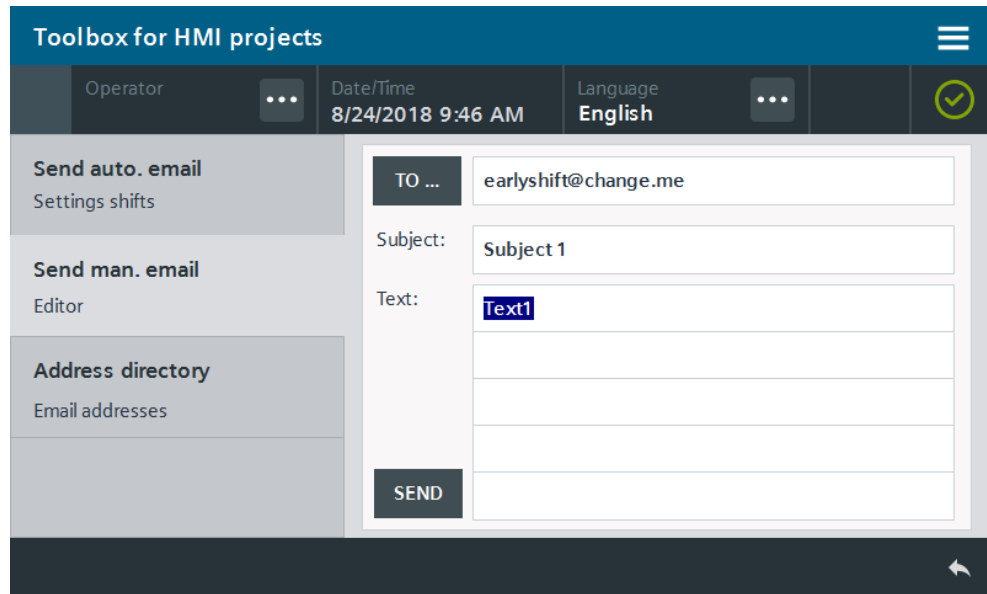 Toolbox for HMI projects
Operator
Date/Time
8/24/2018 9:46 AM
Language
English
Send auto. email
Settings shifts
Send man. email
Editor
Address directory
Email addresses
TO ...
earlyshift@change.me
Subject:
Subject 1
Text:
Text1
SEND